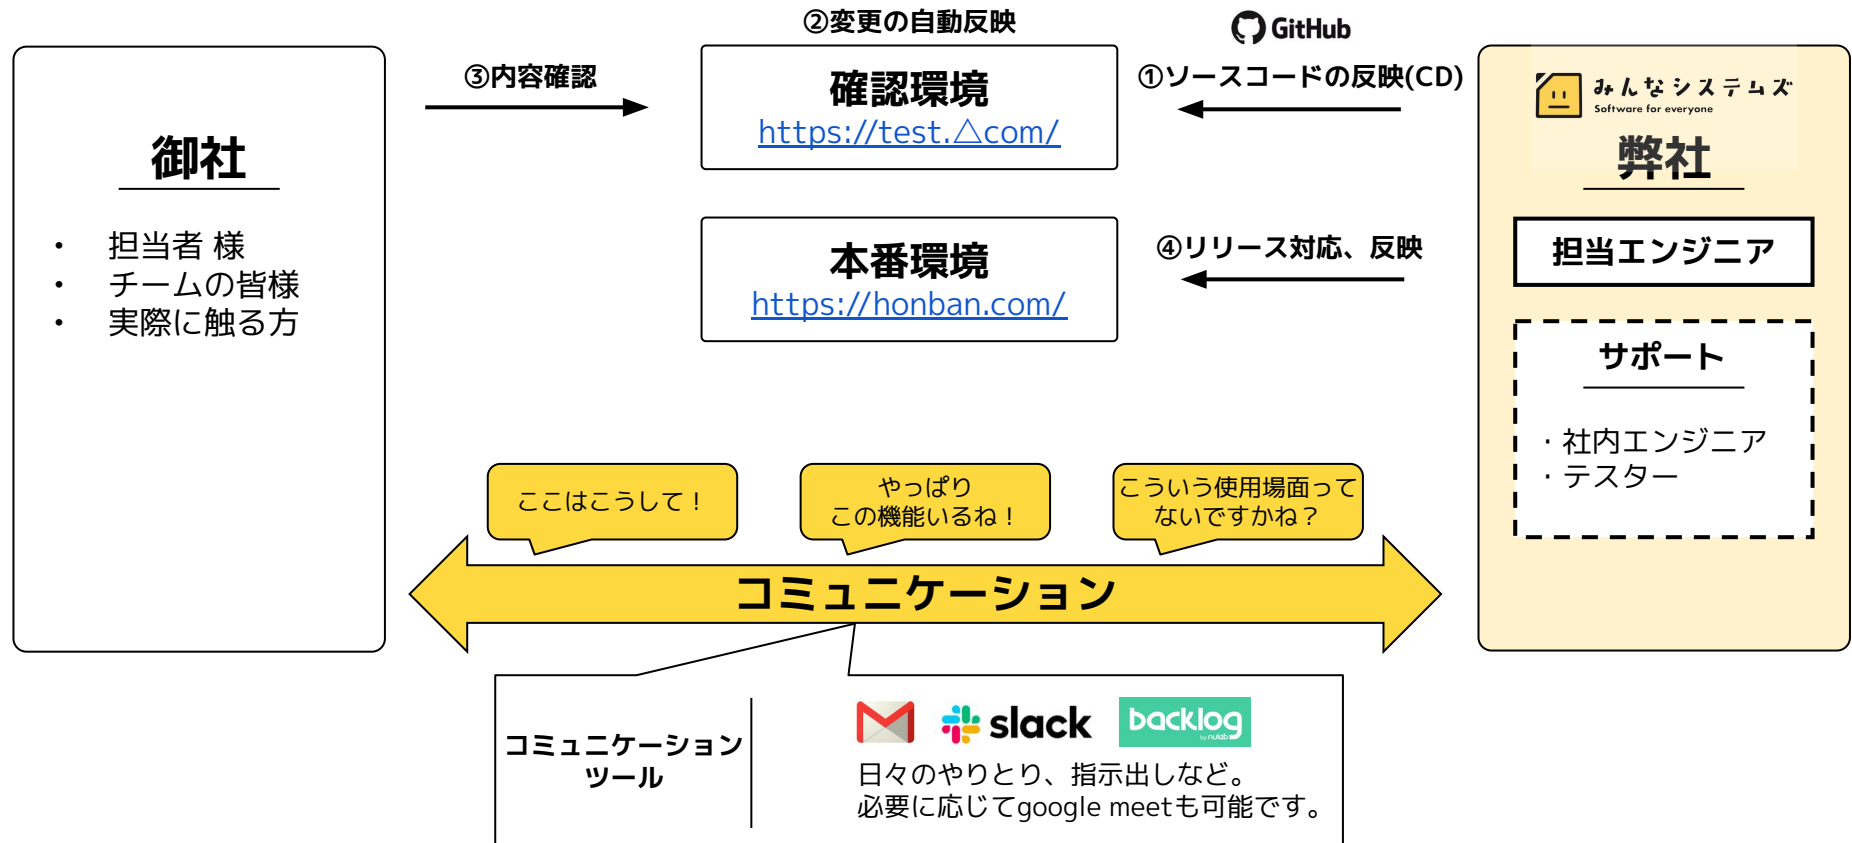 ②変更の自動反映
GitHub
③内容確認
確認環境
https://test.△com/
①ソースコードの反映(CD)
みんなシステムズ
Software for everyone
御社
弊社
・ 担当者 様
・ チームの皆様
・ 実際に触る方
本番環境
https://honban.com/
④リリース対応、反映
担当エンジニア
サポート
・社内エンジニア
・テスター
ここはこうして！
やっぱり
この機能いるね！
こういう使用場面って
ないですかね？
コミュニケーション
コミュニケーション
ツール
slack
backlog
by nulab
日々のやりとり、指示出しなど。
必要に応じてgoogle meetも可能です。